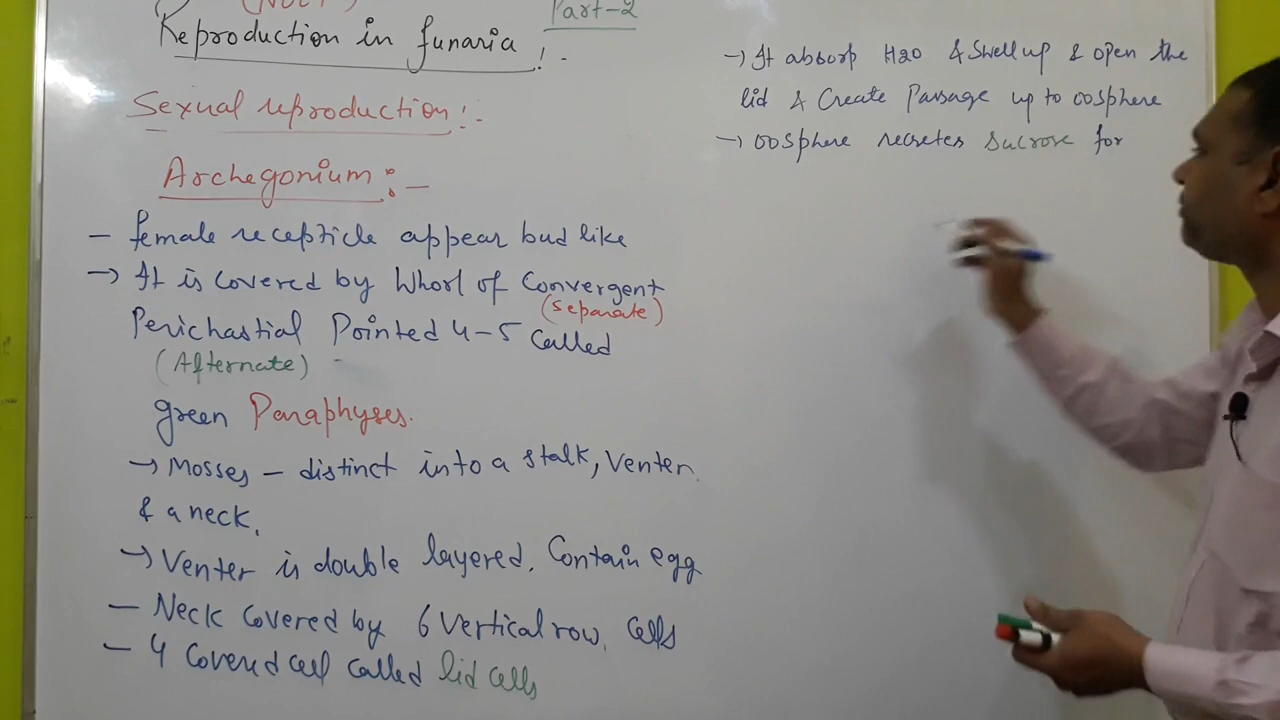 Part-2
Reproduction in funaria !-
Sexual reproduction!:-
Archegonium:-
- female recepticle appear bud like
→ It is covered by Whorl of Convergent
(Separate)
Perichastial Pointed 4-5 Called
(Alternate) -
green Paraphyses.
→ Mosses - distinct into a stalk, Venter
& a neck.
→ Venter is double layered. Contain egg
- Neck covered by 6 Vertical row. Cells
- 4 Covered cell called lid cells
→ It absorp H2O & Swell up & open the
lid & Create Passage up to oosphere
→ oosphere secretes Sucrose for